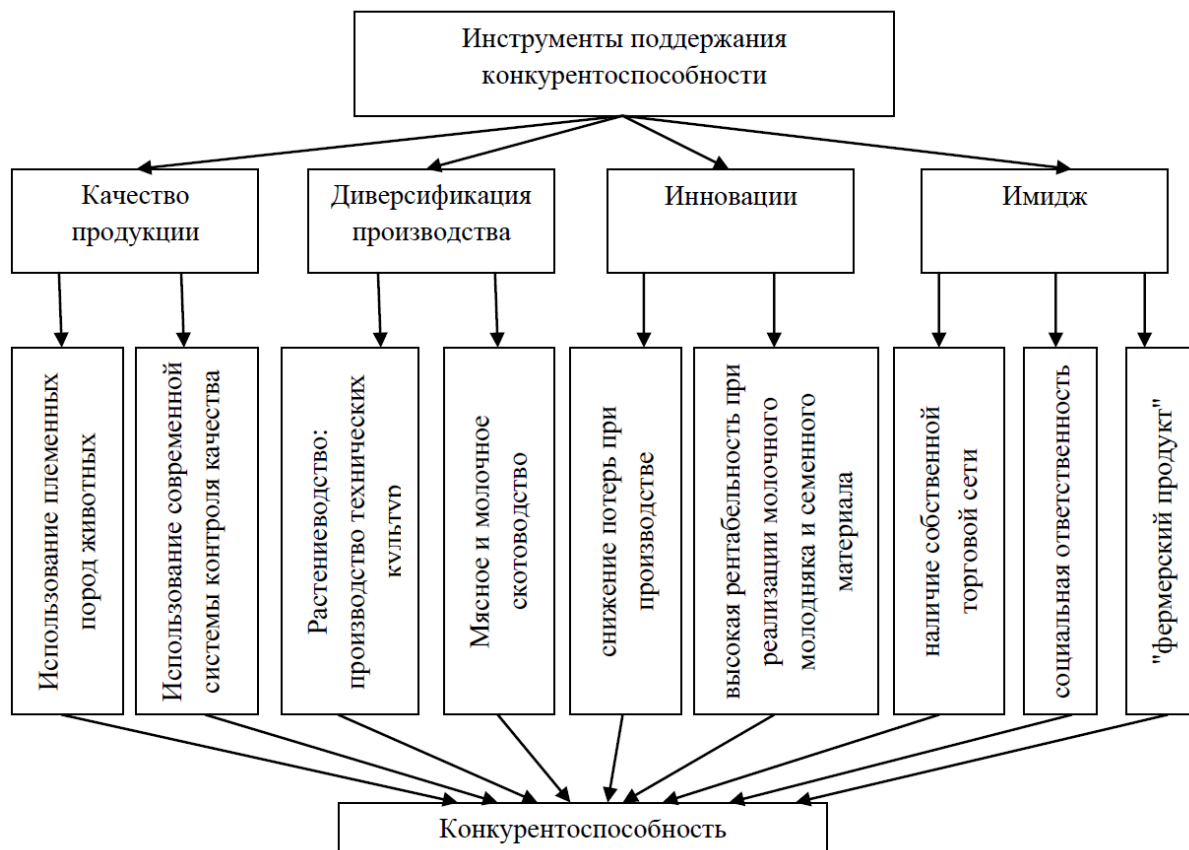 Инструменты поддержания
конкурентоспособности
Качество
продукции
Диверсификация
производства
Инновации
Имидж
Использование племенных
пород животных
Использование современной
системы контроля качества
Растениеводство:
производство технических
культур
Мясное и молочное
скотоводство
снижение потерь при
производстве
высокая рентабельность при
реализации молочного
молодняка и семенного
материала
наличие собственной
торговой сети
социальная ответственность
"фермерский продукт"
Конкурентоспособность